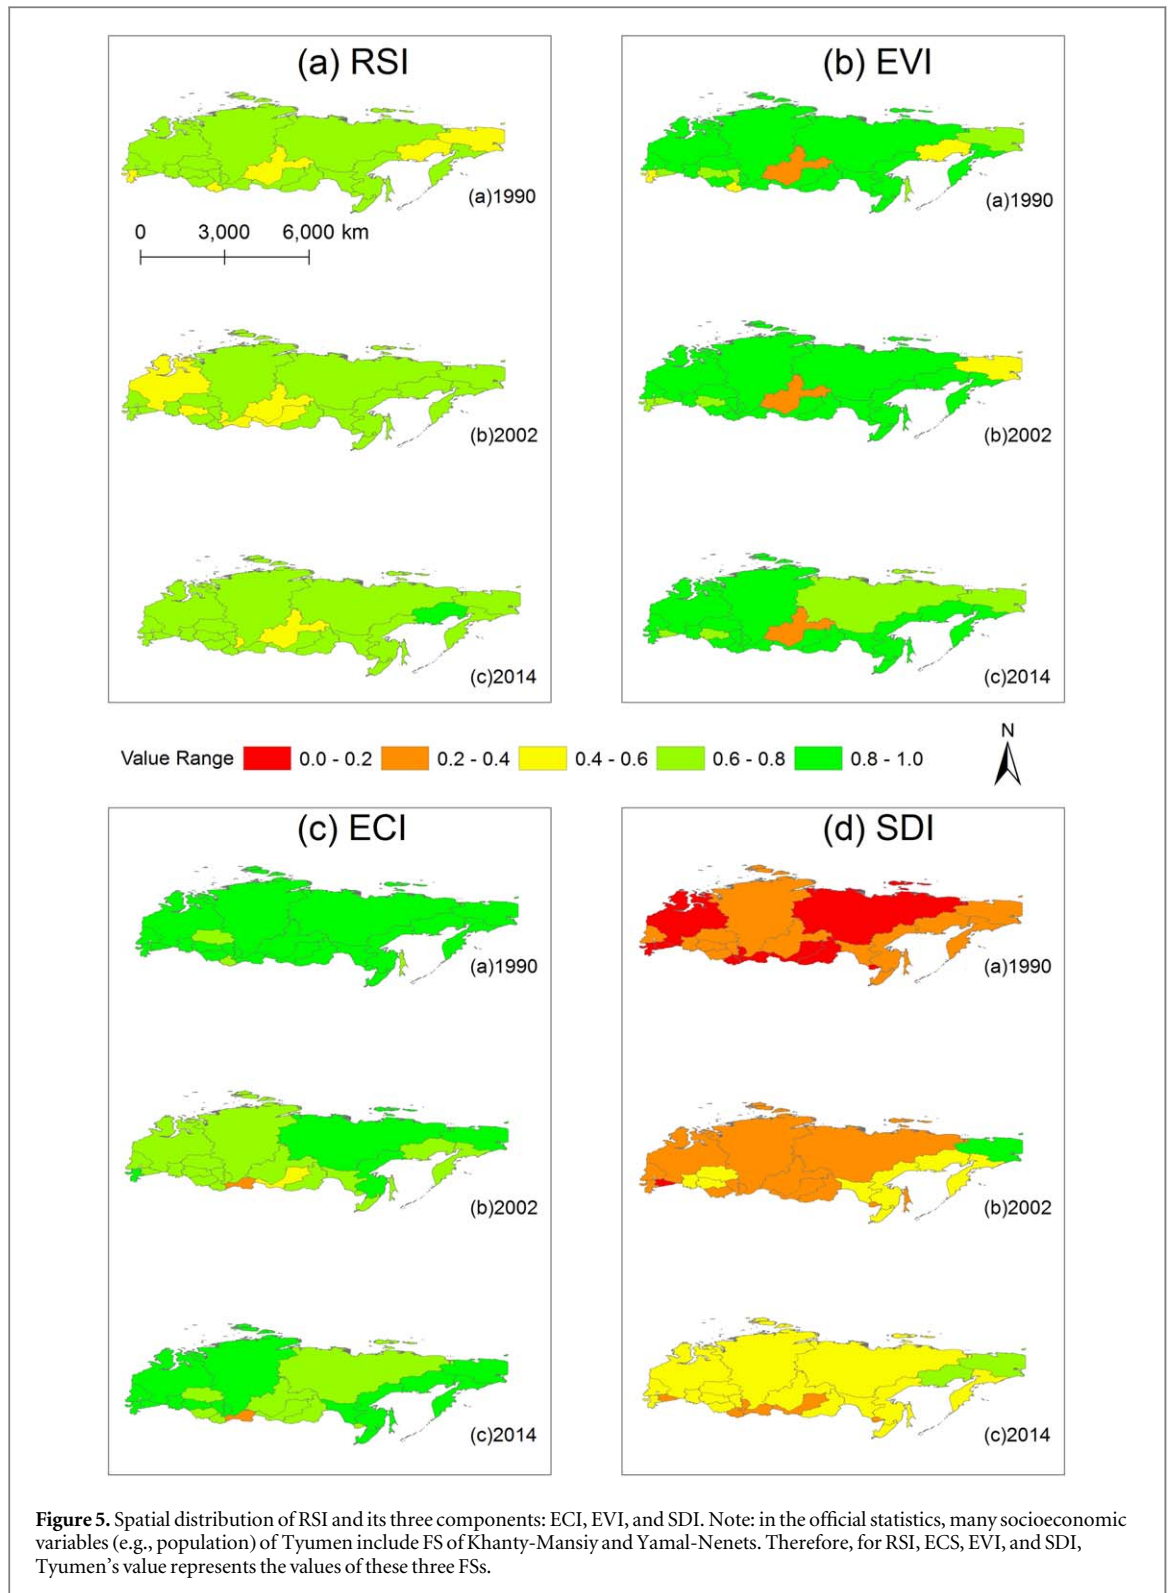 (a) RSI
(a)1990
0 3,000 6,000 km
(b)2002
(c)2014
(b) EVI
(a)1990
(b)2002
(c)2014
N
Value Range 0.0 - 0.2 0.2 - 0.4 0.4 - 0.6 0.6 - 0.8 0.8 - 1.0
(c) ECI
(a)1990
(b)2002
(c)2014
(d) SDI
(a)1990
(b)2002
(c)2014
Figure 5. Spatial distribution of RSI and its three components: ECI, EVI, and SDI. Note: in the official statistics, many socioeconomic
variables (e.g., population) of Tyumen include FS of Khanty-Mansiy and Yamal-Nenets. Therefore, for RSI, ECS, EVI, and SDI,
Tyumen's value represents the values of these three FSs.